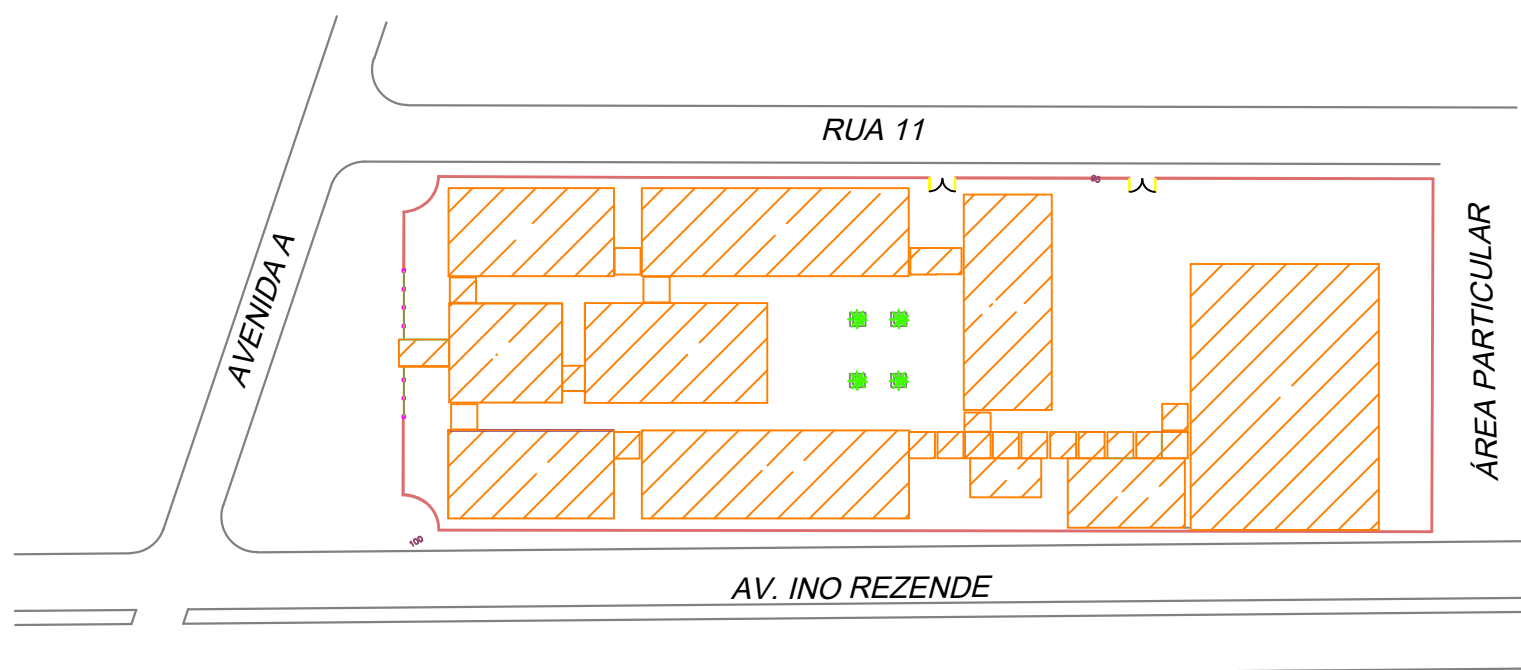 RUA 11
AVENIDA A
ÁREA PARTICULAR
100
AV. INO REZENDE